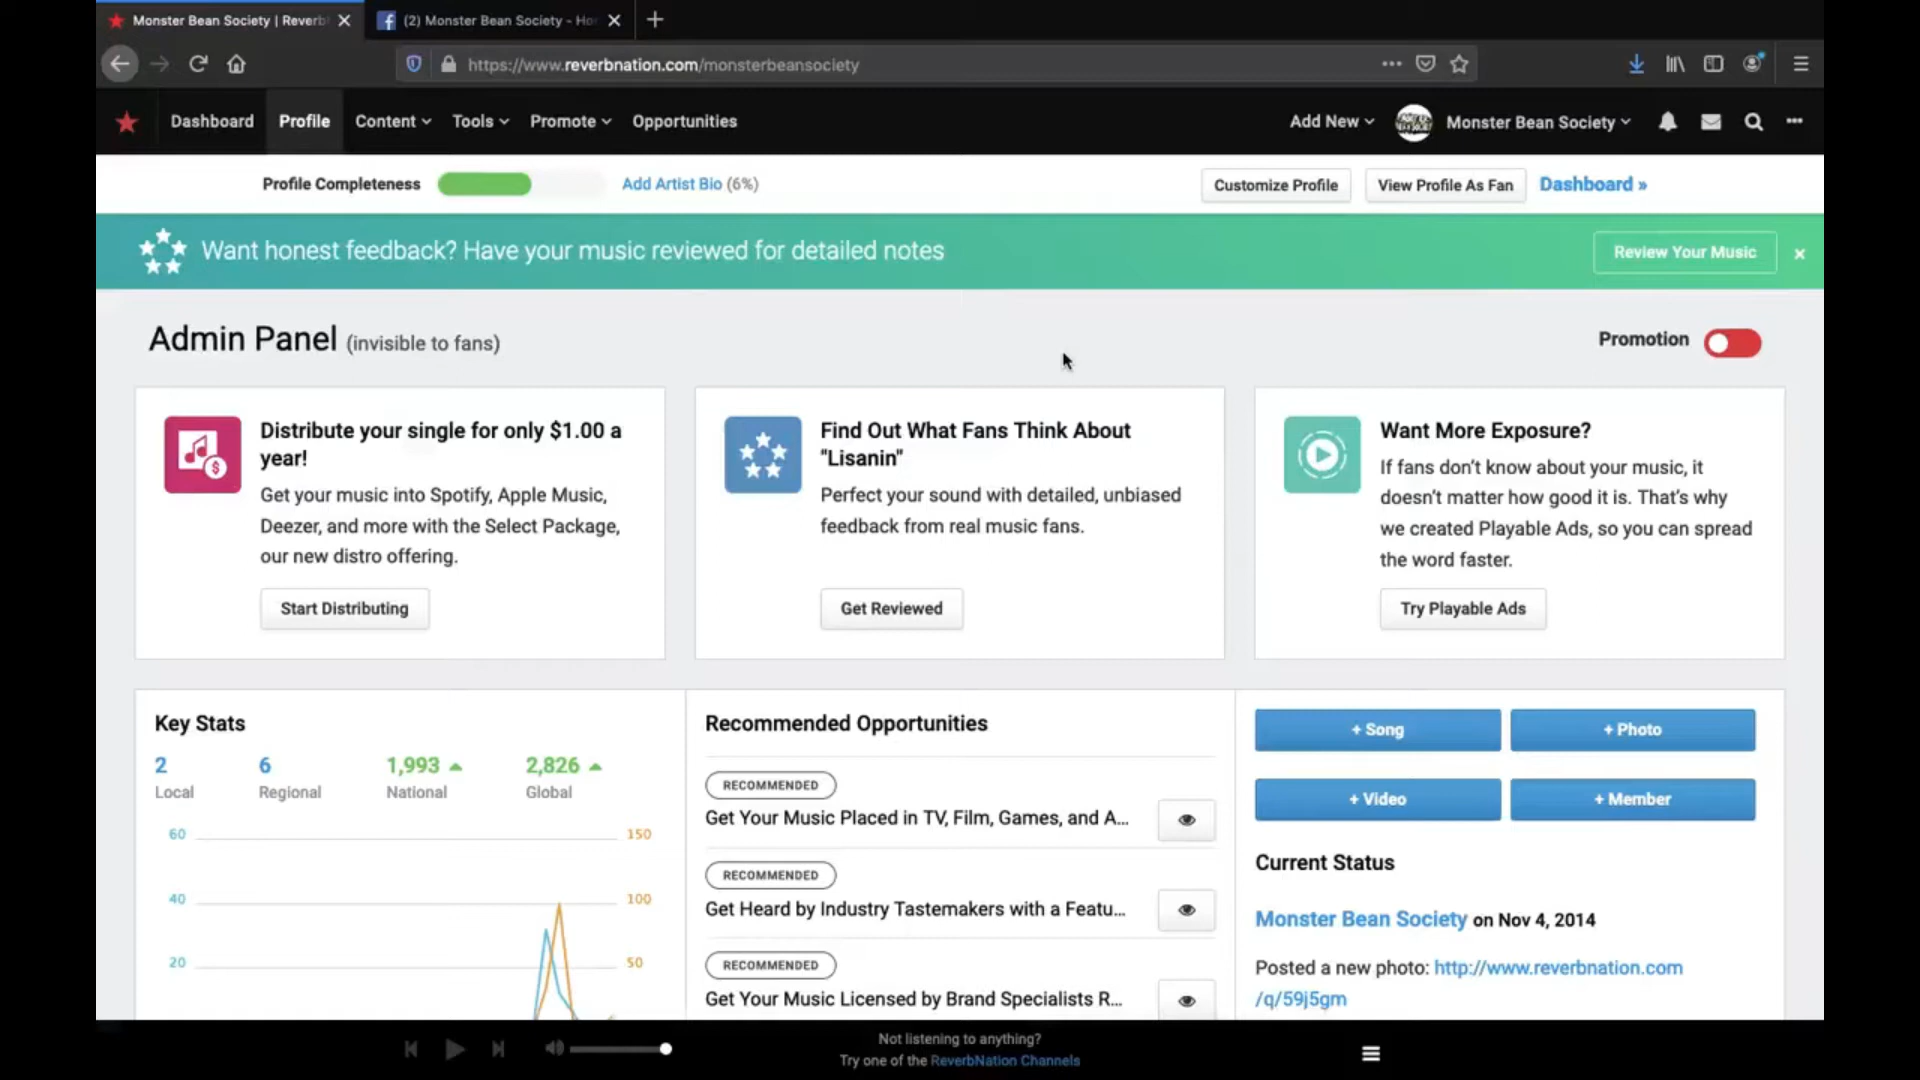 Monster Bean Society | Reverb
(2) Monster Bean Society - Ho
https://www.reverbnation.com/monsterbeansociety
Dashboard
Profile
Content
Tools
Promote
Opportunities
Add New
Monster Bean Society
Profile Completeness
Add Artist Bio (6%)
Customize Profile
View Profile As Fan
Dashboard »
Want honest feedback? Have your music reviewed for detailed notes
Review Your Music
Admin Panel (invisible to fans)
Promotion
Distribute your single for only $1.00 a
year!
Get your music into Spotify, Apple Music,
Deezer, and more with the Select Package,
our new distro offering.
Start Distributing
Find Out What Fans Think About
"Lisanin"
Perfect your sound with detailed, unbiased
feedback from real music fans.
Get Reviewed
Want More Exposure?
If fans don't know about your music, it
doesn't matter how good it is. That's why
we created Playable Ads, so you can spread
the word faster.
Try Playable Ads
Key Stats
2
Local
6
Regional
1,993
National
2,826
Global
60
150
40
100
20
50
Recommended Opportunities
RECOMMENDED
Get Your Music Placed in TV, Film, Games, and A...
RECOMMENDED
Get Heard by Industry Tastemakers with a Featu...
RECOMMENDED
Get Your Music Licensed by Brand Specialists R...
+ Song
+ Photo
+ Video
+ Member
Current Status
Monster Bean Society on Nov 4, 2014
Posted a new photo: http://www.reverbnation.com
/q/59j5gm
Not listening to anything?
Try one of the ReverbNation Channels